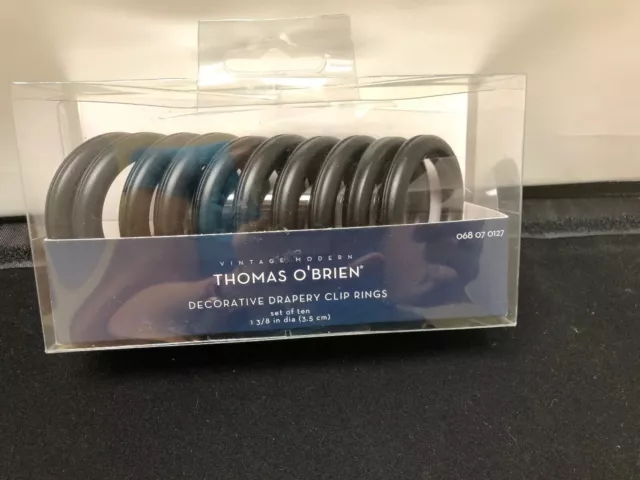 068 07 0127
VINTAGE MODERN
THOMAS O'BRIEN®
DECORATIVE DRAPERY CLIP RINGS
set of ten
1 3/8 in dia (3.5 cm)